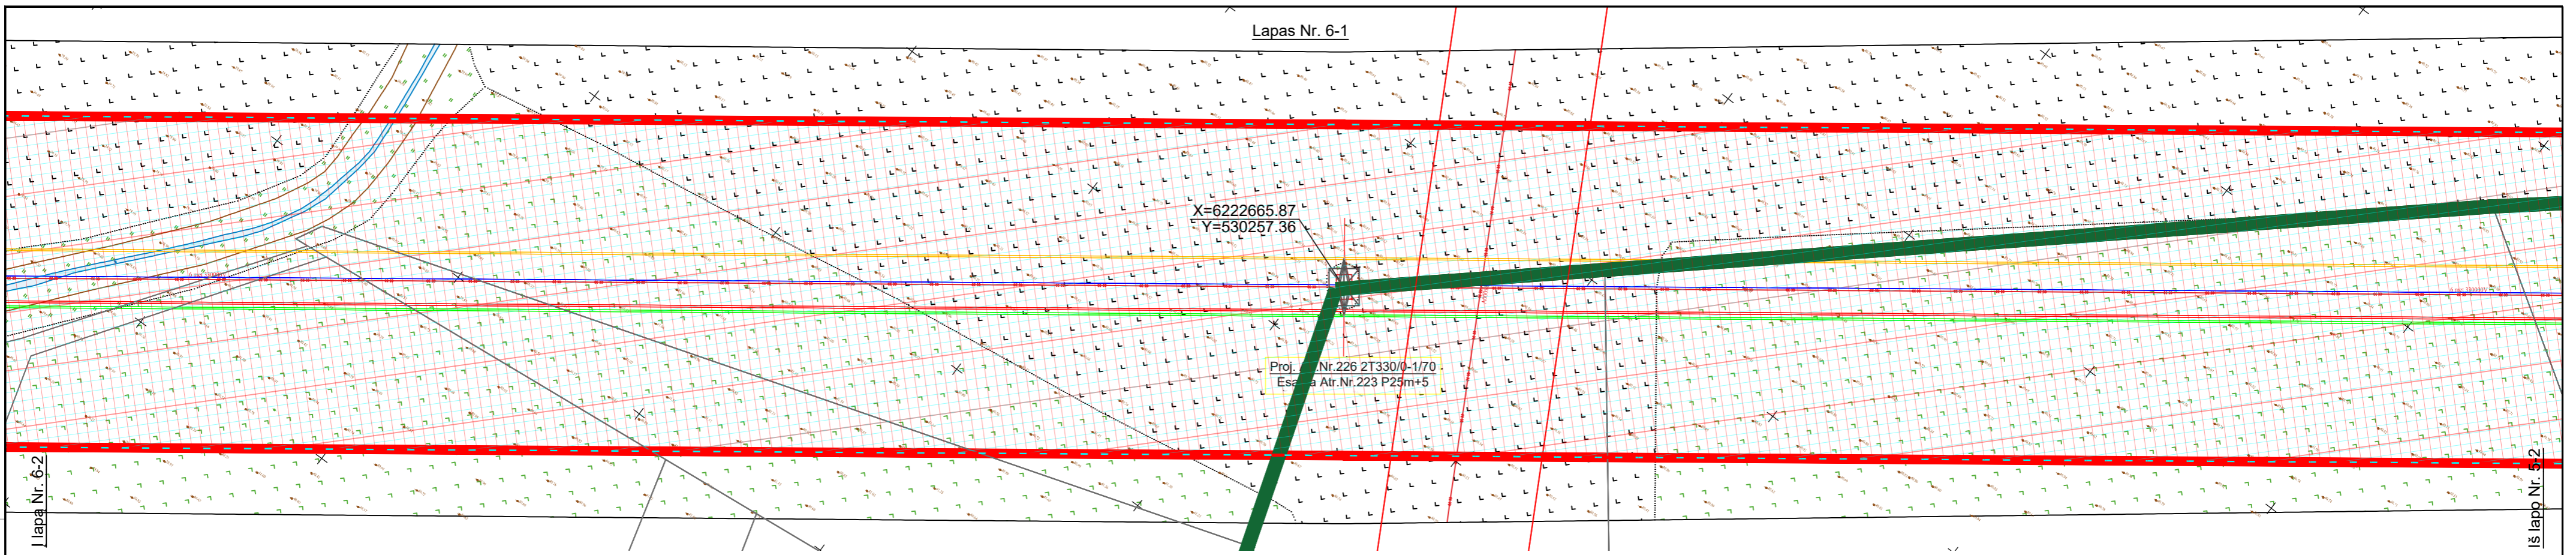 Lapas Nr. 6-1
X=6222665.87
Y=530257.36
Proj. Nr.226 2T330/0-1/70
Atr.Nr.223 P25m+5
Į lapa Nr. 6-2
Iš lapo Nr. 5-2